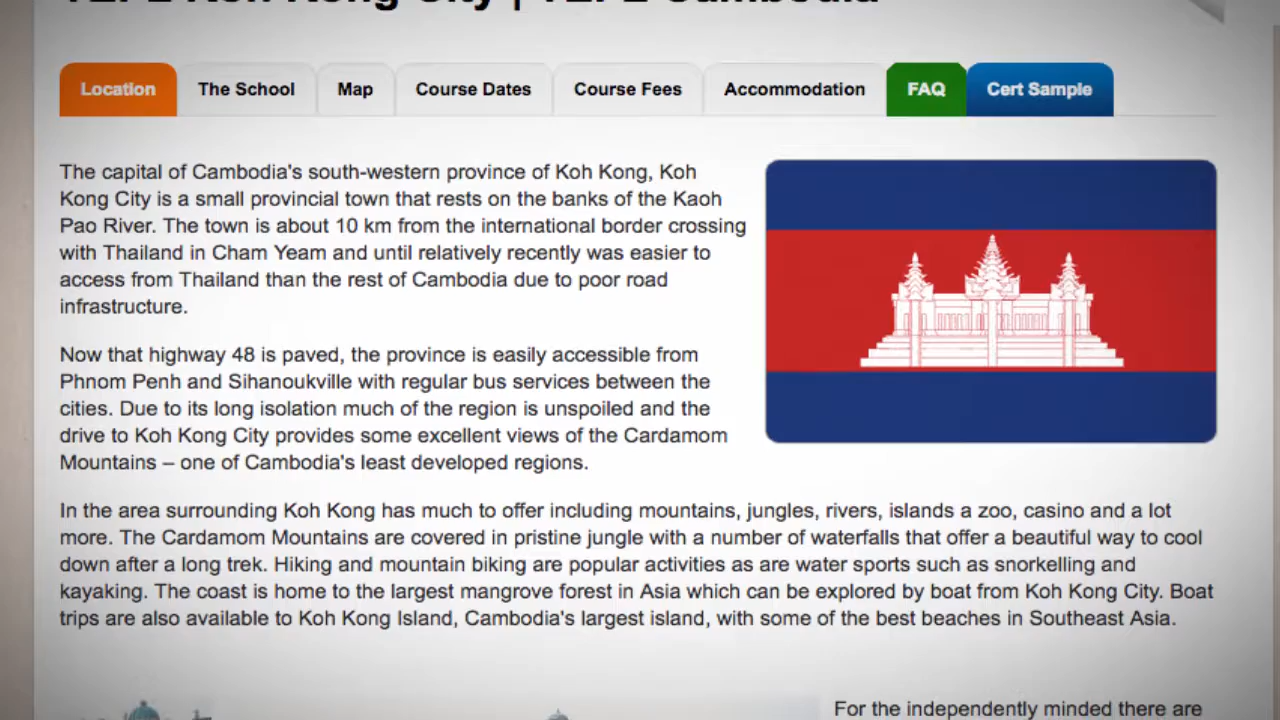 TEFL Koh Kong City | TEFL Cambodia
Location
The School
Map
Course Dates
Course Fees
Accommodation
FAQ
Cert Sample
The capital of Cambodia's south-western province of Koh Kong, Koh
Kong City is a small provincial town that rests on the banks of the Kaoh
Pao River. The town is about 10 km from the international border crossing
with Thailand in Cham Yeam and until relatively recently was easier to
access from Thailand than the rest of Cambodia due to poor road
infrastructure.
Now that highway 48 is paved, the province is easily accessible from
Phnom Penh and Sihanoukville with regular bus services between the
cities. Due to its long isolation much of the region is unspoiled and the
drive to Koh Kong City provides some excellent views of the Cardamom
Mountains – one of Cambodia's least developed regions.
In the area surrounding Koh Kong has much to offer including mountains, jungles, rivers, islands a zoo, casino and a lot
more. The Cardamom Mountains are covered in pristine jungle with a number of waterfalls that offer a beautiful way to cool
down after a long trek. Hiking and mountain biking are popular activities as are water sports such as snorkelling and
kayaking. The coast is home to the largest mangrove forest in Asia which can be explored by boat from Koh Kong City. Boat
trips are also available to Koh Kong Island, Cambodia's largest island, with some of the best beaches in Southeast Asia.
For the independently minded there are